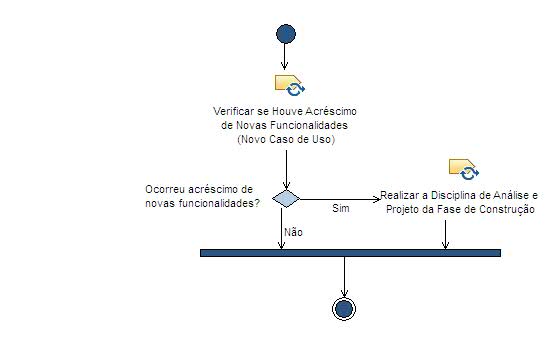 Verificar se Houve Acréscimo
de Novas Funcionalidades
(Novo Caso de Uso)
Ocorreu acréscimo de
novas funcionalidades?
Sim
Realizar a Disciplina de Análise e
Projeto da Fase de Construção
Não